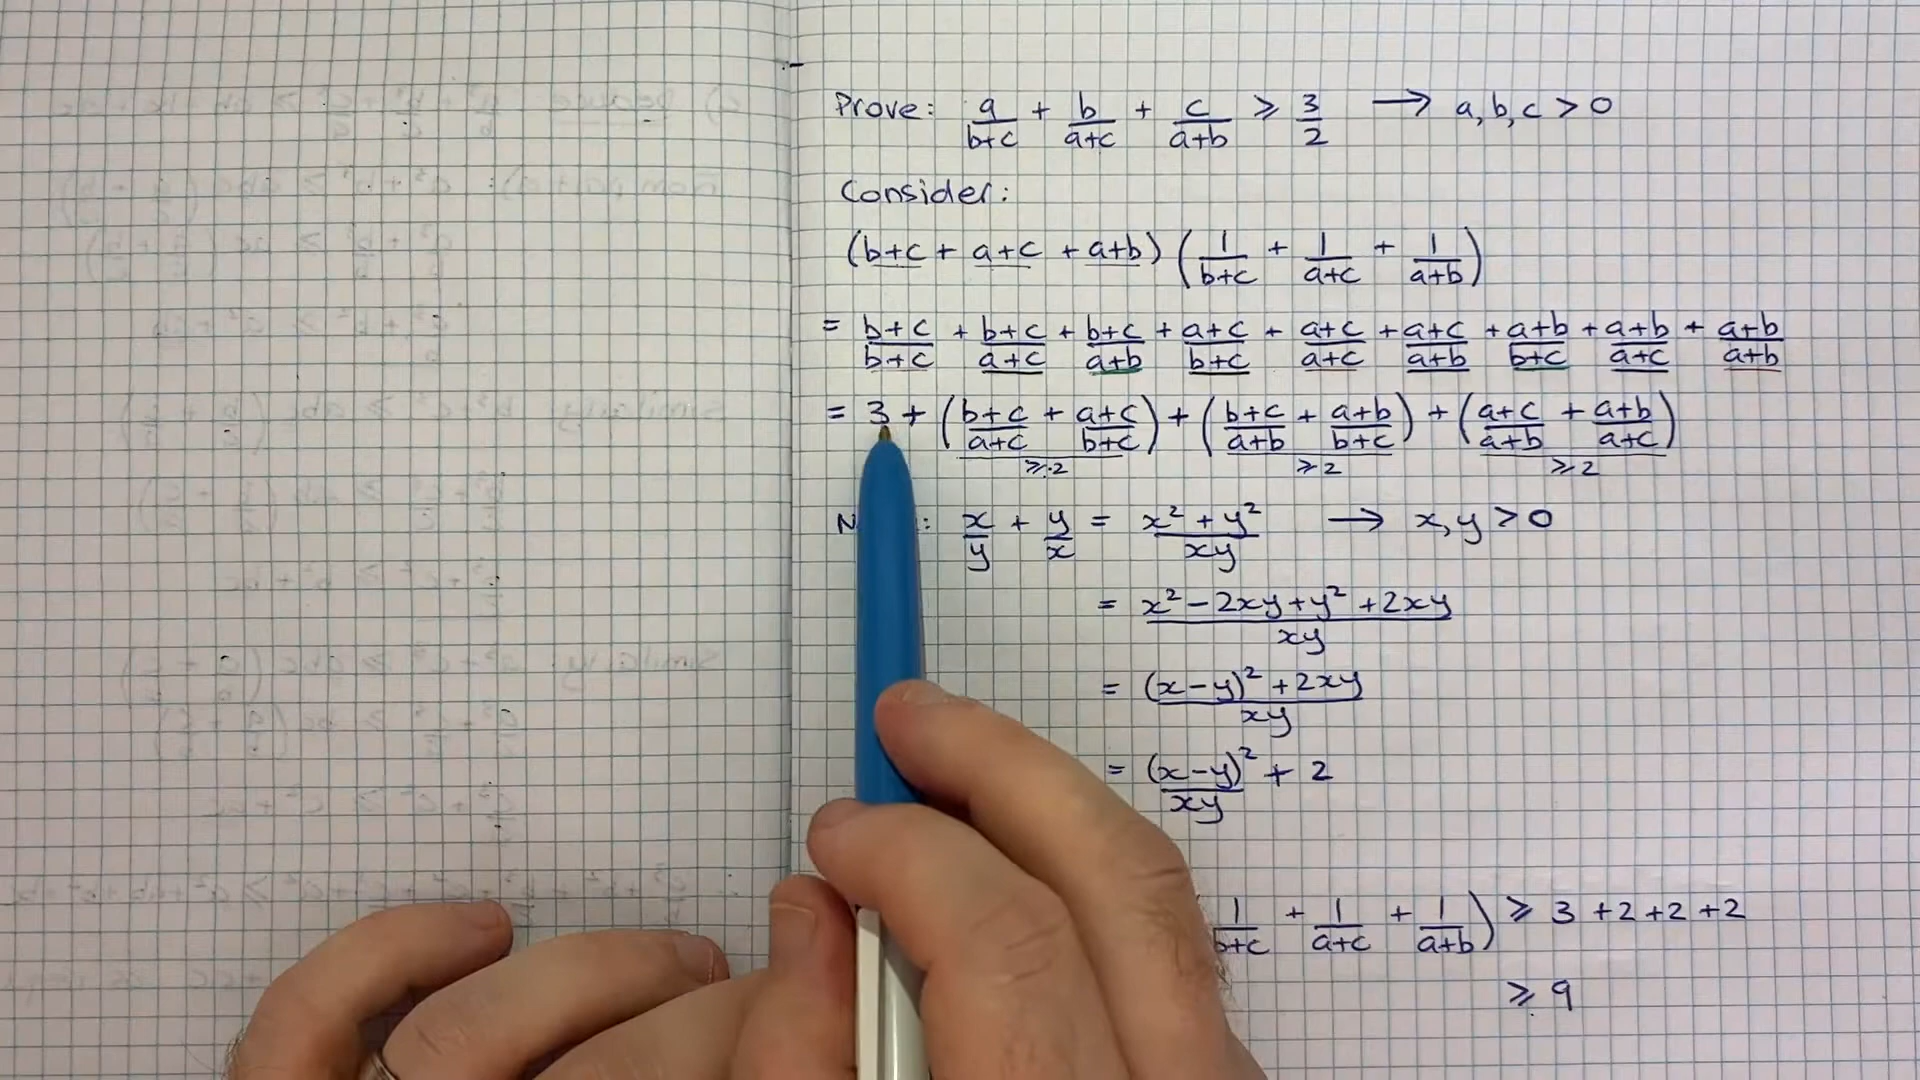 Prove: a/(b+c) + b/(a+c) + c/(a+b) ⩾ 3/2 → a, b, c > 0
Consider:
(b+c + a+c + a+b) (1/(b+c) + 1/(a+c) + 1/(a+b))
= (b+c)/(b+c) + (b+c)/(a+c) + (b+c)/(a+b) + (a+c)/(b+c) + (a+c)/(a+c) + (a+c)/(a+b) + (a+b)/(b+c) + (a+b)/(a+c) + (a+b)/(a+b)
= 3 + ((b+c)/(a+c) + (a+c)/(b+c)) + ((b+c)/(a+b) + (a+b)/(b+c)) + ((a+c)/(a+b) + (a+b)/(a+c))
⩾ 2 ⩾ 2 ⩾ 2
: x/y + y/x = (x² + y²)/xy → x, y > 0
= (x² - 2xy + y² + 2xy)/xy
= ((x-y)² + 2xy)/xy
= (x-y)²/xy + 2
1/(b+c) + 1/(a+c) + 1/(a+b)) ⩾ 3 + 2 + 2 + 2
⩾ 9